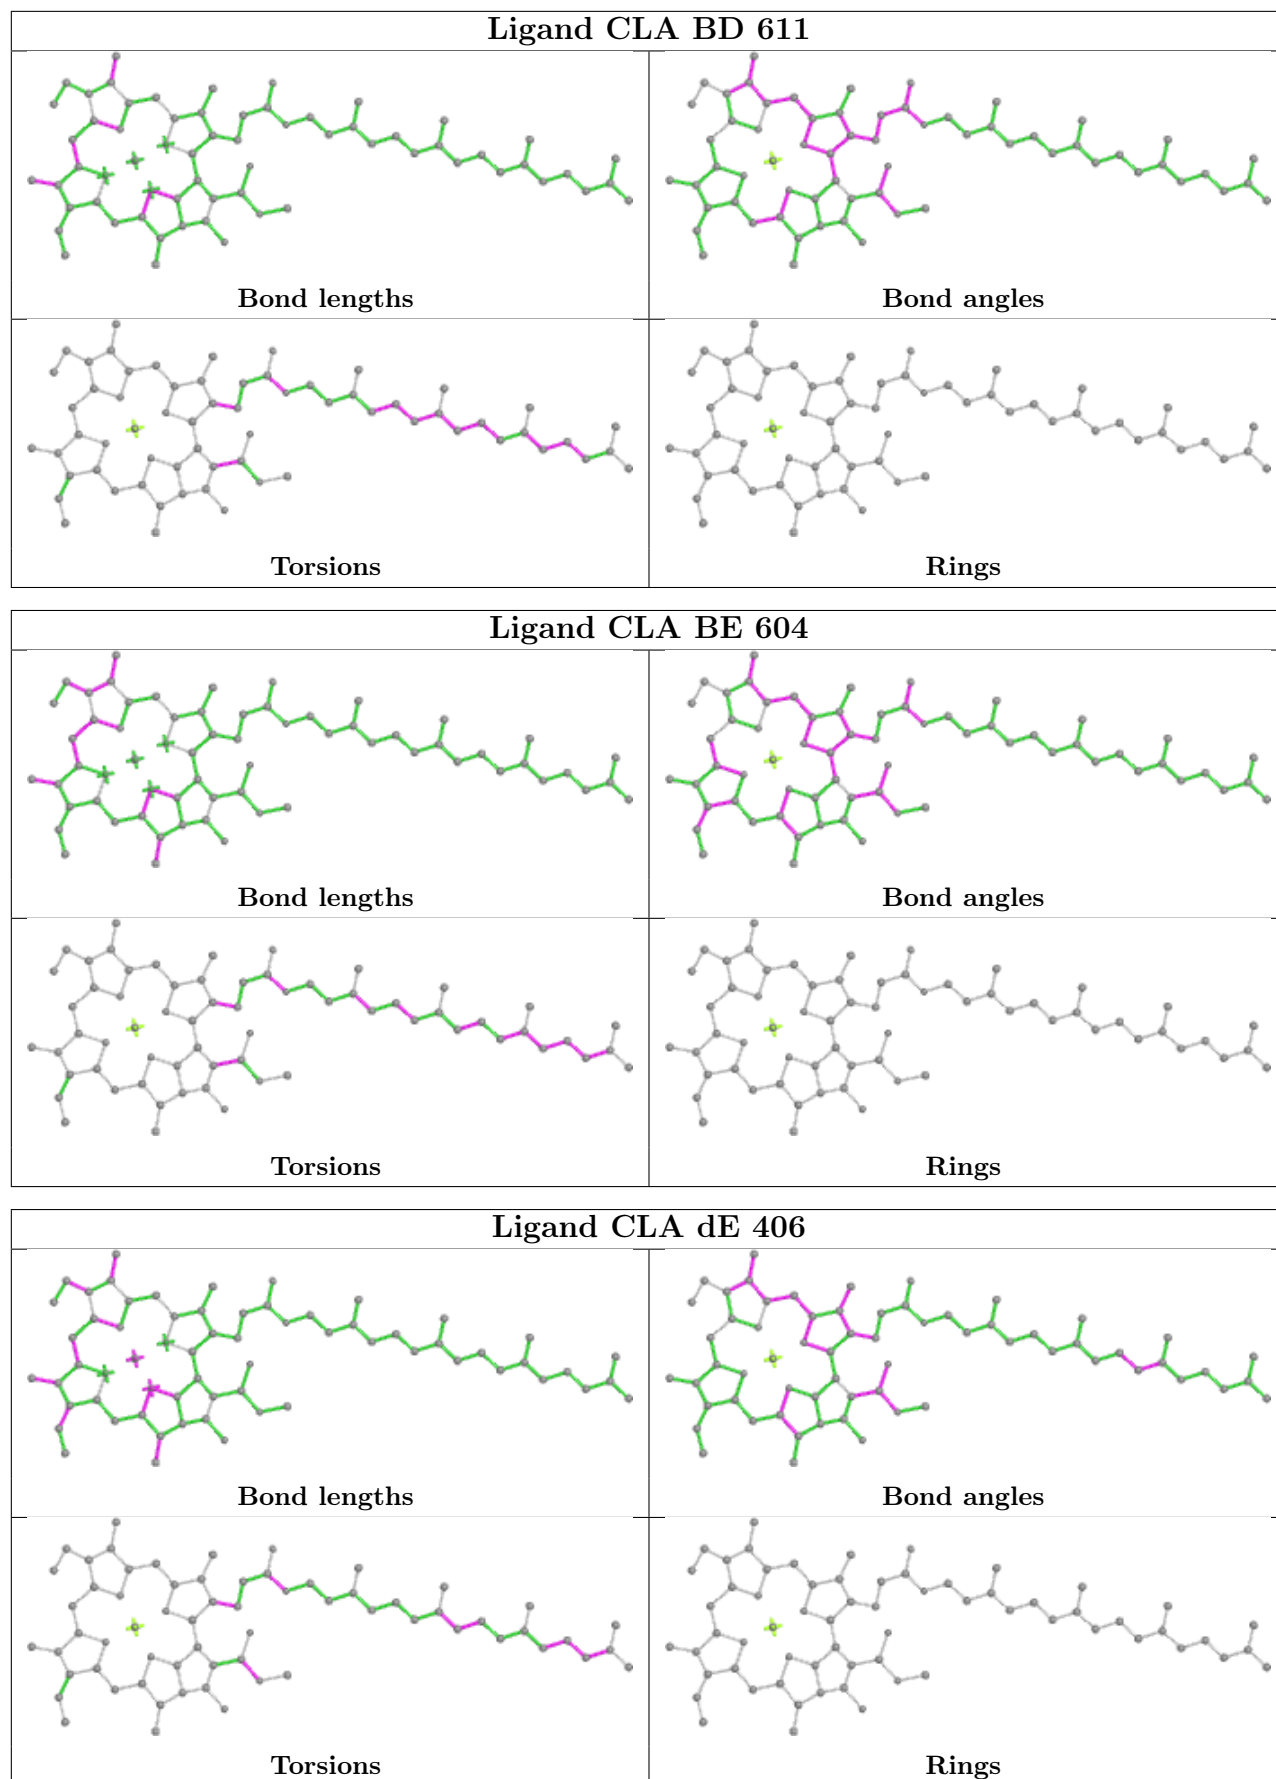 Ligand CLA BD 611
Bond lengths
Bond angles
Torsions
Rings
Ligand CLA BE 604
Bond lengths
Bond angles
Torsions
Rings
Ligand CLA dE 406
Bond lengths
Bond angles
Torsions
Rings